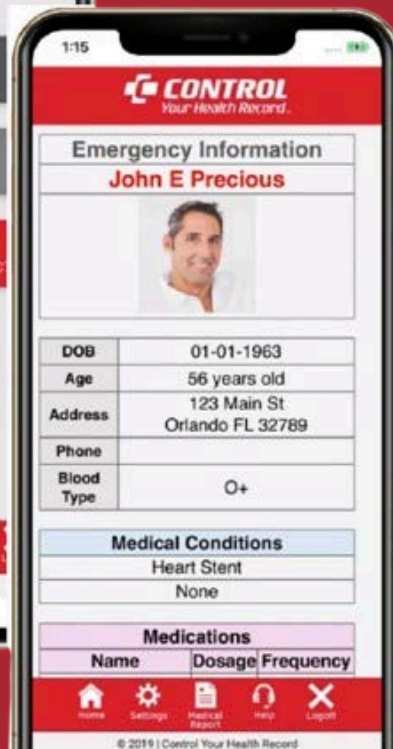 1:15
CONTROL
Your Health Record.
Emergency Information
John E Precious
DOB 01-01-1963
Age 56 years old
Address 123 Main St
Orlando FL 32789
Phone
Blood
Type O+
Medical Conditions
Heart Stent
None
Medications
Name Dosage Frequency
Home Settings Medical
Report Help Logoff
© 2019 | Control Your Health Record